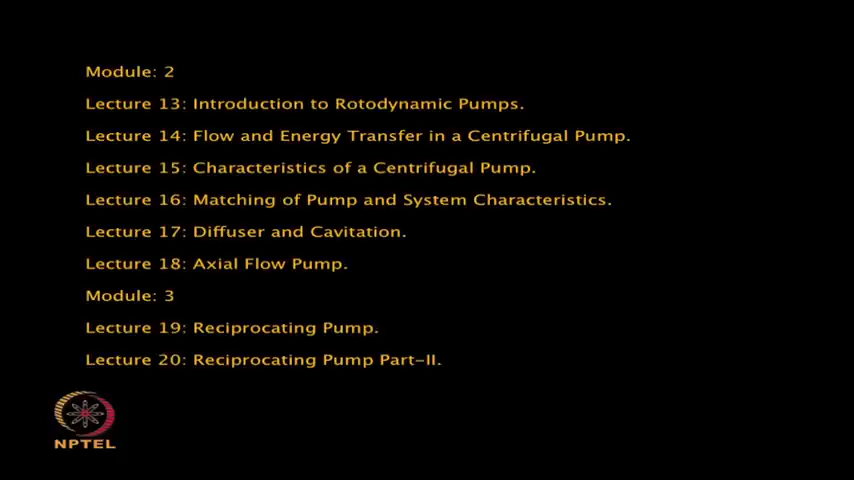 Module: 2
Lecture 13: Introduction to Rotodynamic Pumps.
Lecture 14: Flow and Energy Transfer in a Centrifugal Pump.
Lecture 15: Characteristics of a Centrifugal Pump.
Lecture 16: Matching of Pump and System Characteristics.
Lecture 17: Diffuser and Cavitation.
Lecture 18: Axial Flow Pump.
Module: 3
Lecture 19: Reciprocating Pump.
Lecture 20: Reciprocating Pump Part-II.
NPTEL